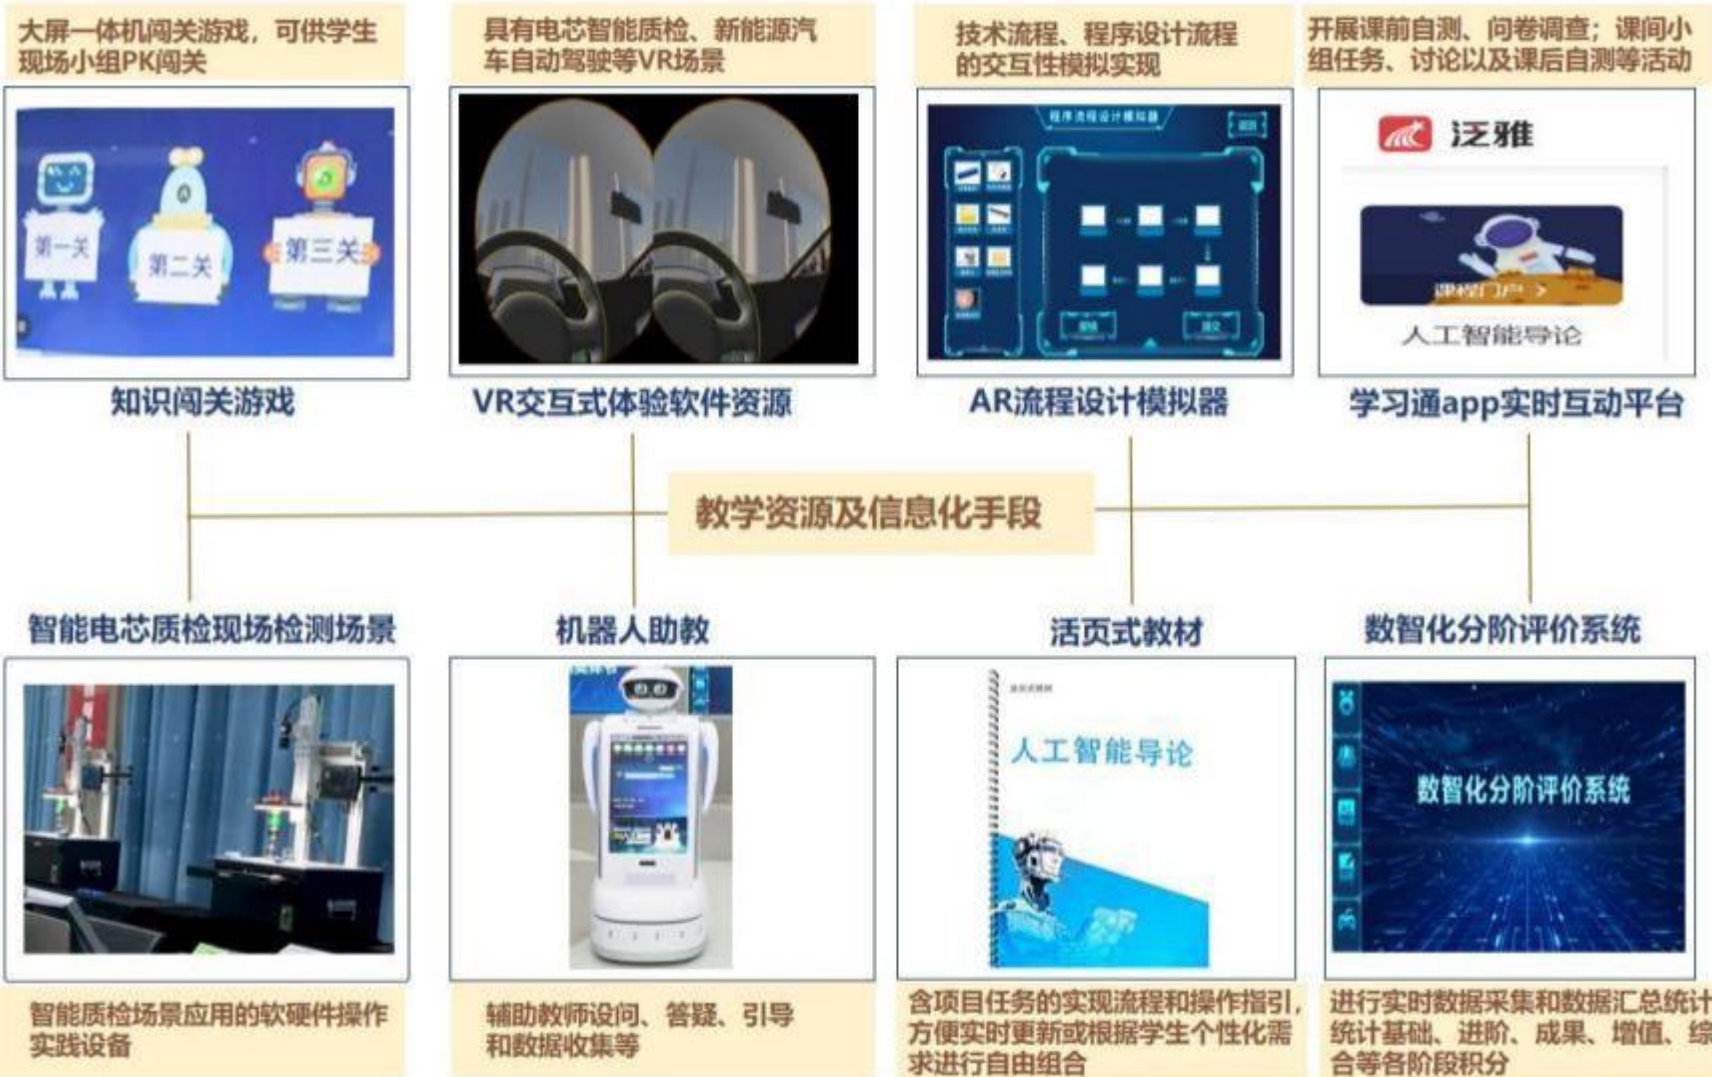 大屏一体机闯关游戏，可供学生
现场小组PK闯关
具有电芯智能质检、新能源汽
车自动驾驶等VR场景
技术流程、程序设计流程
的交互性模拟实现
开展课前自测、问卷调查；课间小
组任务、讨论以及课后自测等活动
第一关
第二关
第三关
程序流程设计模拟器
返回
提交
泛雅
课程门户 >
人工智能导论
知识闯关游戏
VR交互式体验软件资源
AR流程设计模拟器
学习通app实时互动平台
教学资源及信息化手段
智能电芯质检现场检测场景
机器人助教
活页式教材
数智化分阶评价系统
活页式教材
人工智能导论
数智化分阶评价系统
智能质检场景应用的软硬件操作
实践设备
辅助教师设问、答疑、引导
和数据收集等
含项目任务的实现流程和操作指引，
方便实时更新或根据学生个性化需
求进行自由组合
进行实时数据采集和数据汇总统计
统计基础、进阶、成果、增值、综
合等各阶段积分